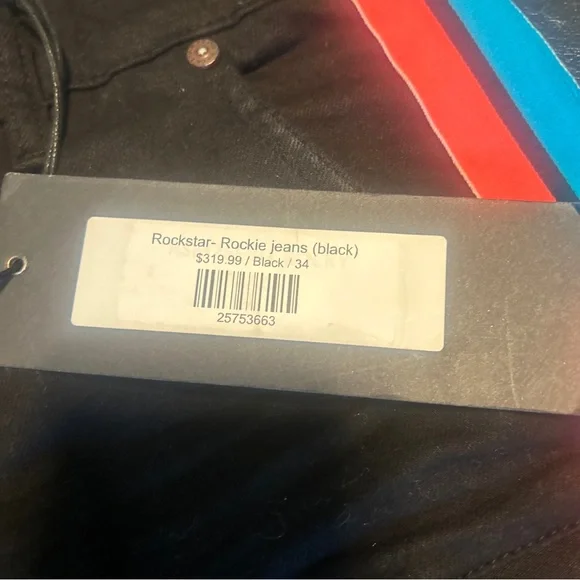 Rockstar- Rockie jeans (black)
$319.99 / Black / 34
25753663